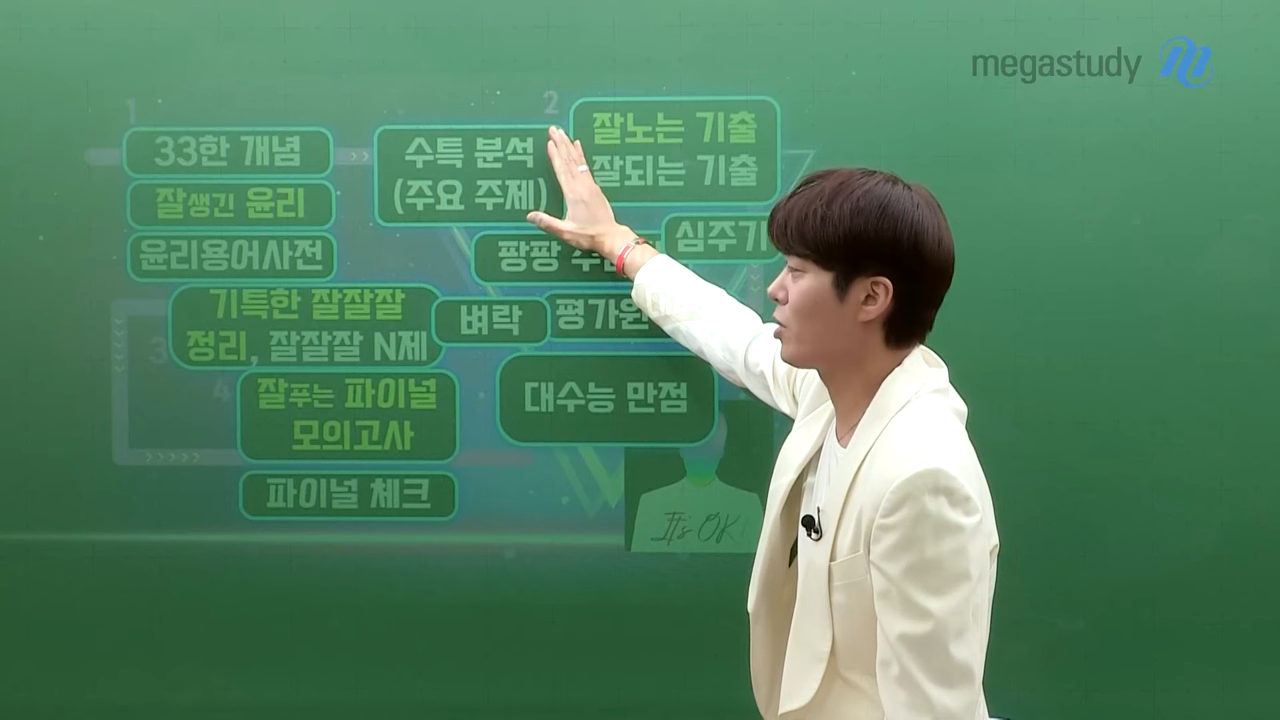 megastudy
1
33한 개념
잘생긴 윤리
윤리용어사전
수특 분석
(주요 주제)
2
잘노는 기출
잘되는 기출
심주기
팡팡
기특한 잘잘잘
정리, 잘잘잘 N제
벼락
평가원
3
4
잘푸는 파이널
모의고사
대수능 만점
파이널 체크
It's OK